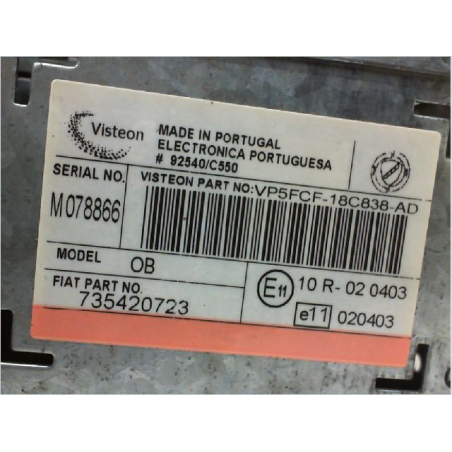 Visteon
MADE IN PORTUGAL
ELECTRONICA PORTUGUESA
# 92540/C550
SERIAL NO.
M078866
VISTEON PART NO: VP5FCF-18C838-AD
MODEL OB
FIAT PART NO.
735420723
E11 10 R- 02 0403
e11 020403